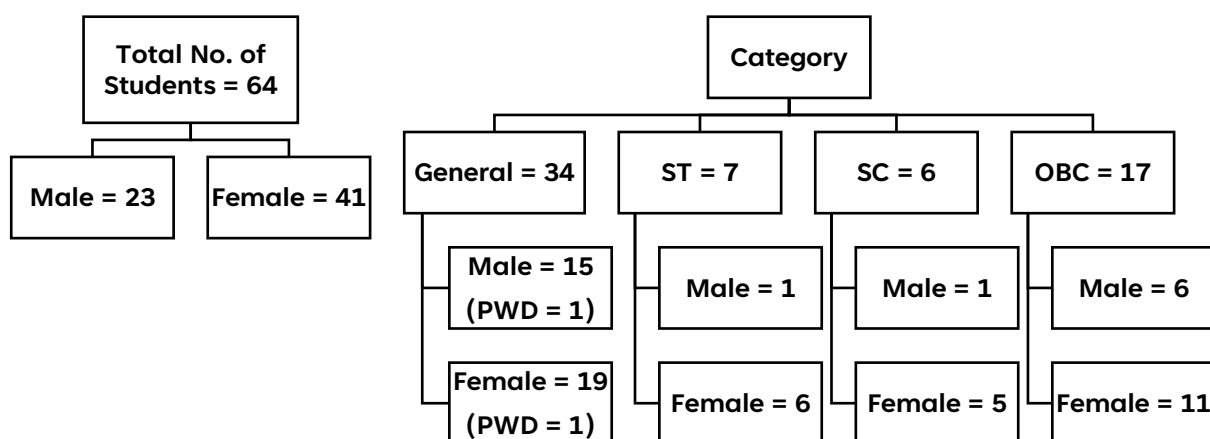 Total No. of
Students = 64
Male = 23
Female = 41
Category
General = 34
ST = 7
SC = 6
OBC = 17
Male = 15
(PWD = 1)
Male = 1
Male = 1
Male = 6
Female = 19
(PWD = 1)
Female = 6
Female = 5
Female = 11